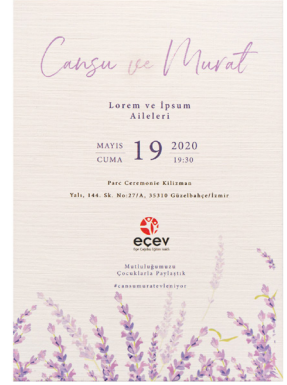 Cansu ve Murat
Lorem ve İpsum
Aileleri
MAYIS 19 2020
CUMA 19:30
Parc Ceremonie Kilizman
Yalı, 144. Sk. No:27/A, 35310 Güzelbahçe/İzmir
eçev
Mutluluğumuzu
Çocuklarla Paylaştık
#cansumuratevleniyor